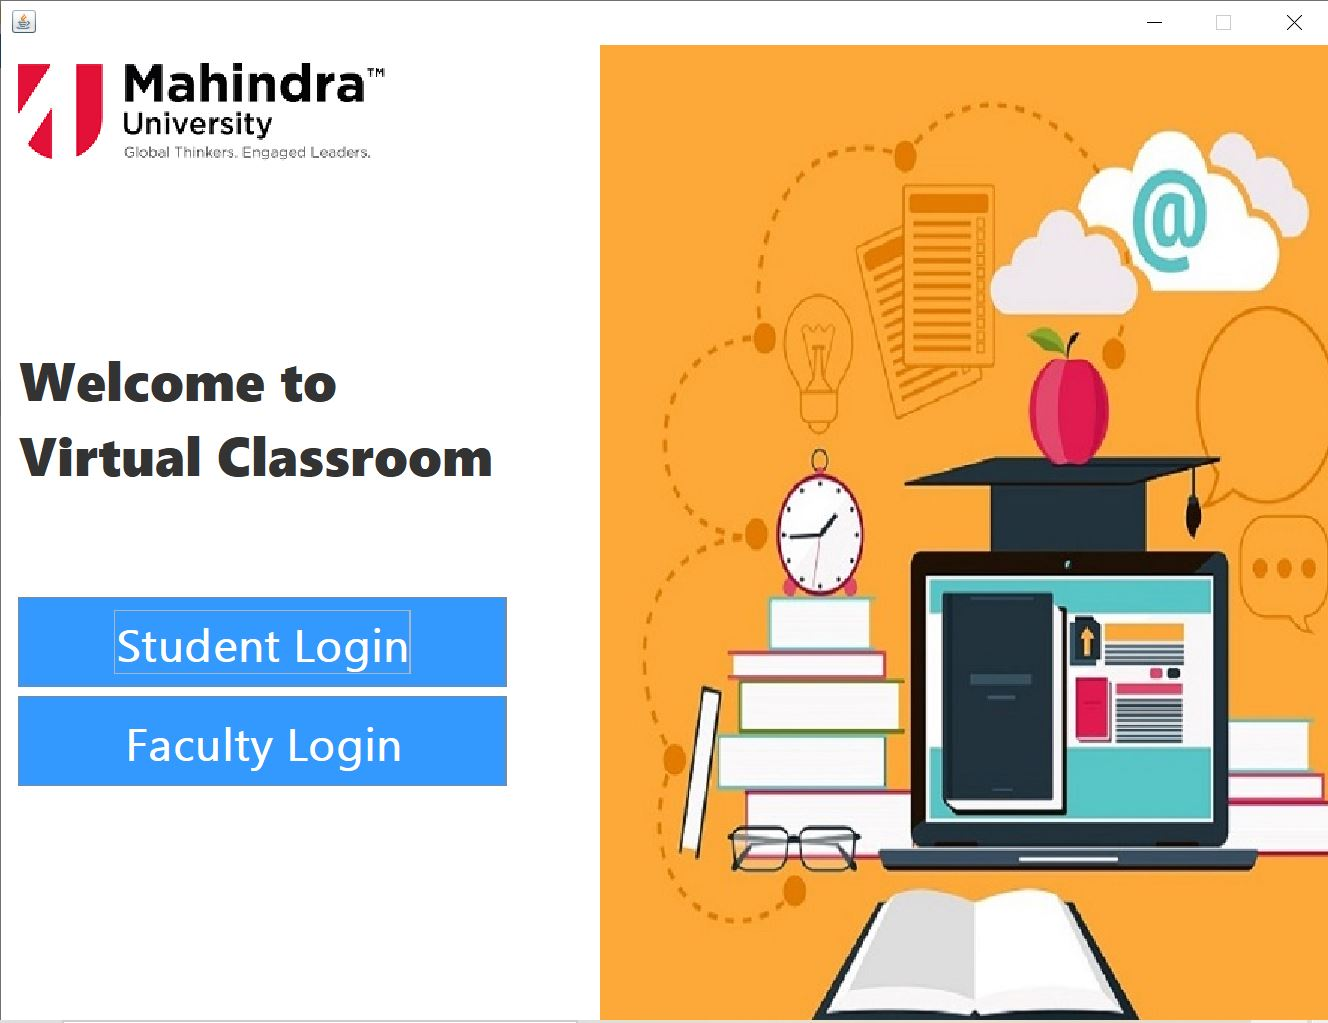 Mahindra™
University
Global Thinkers. Engaged Leaders.
@
Welcome to
Virtual Classroom
Student Login
Faculty Login